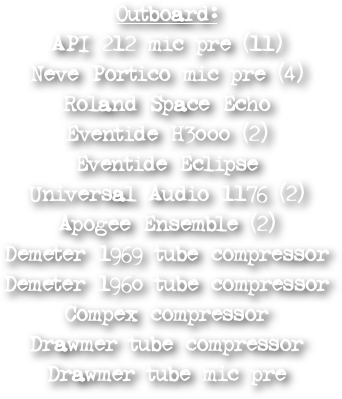 Outboard:
API 212 mic pre (11)
Neve Portico mic pre (4)
Roland Space Echo
Eventide H3000 (2)
Eventide Eclipse
Universal Audio 1176 (2)
Apogee Ensemble (2)
Demeter 1969 tube compressor
Demeter 1960 tube compressor
Compex compressor
Drawmer tube compressor
Drawmer tube mic pre